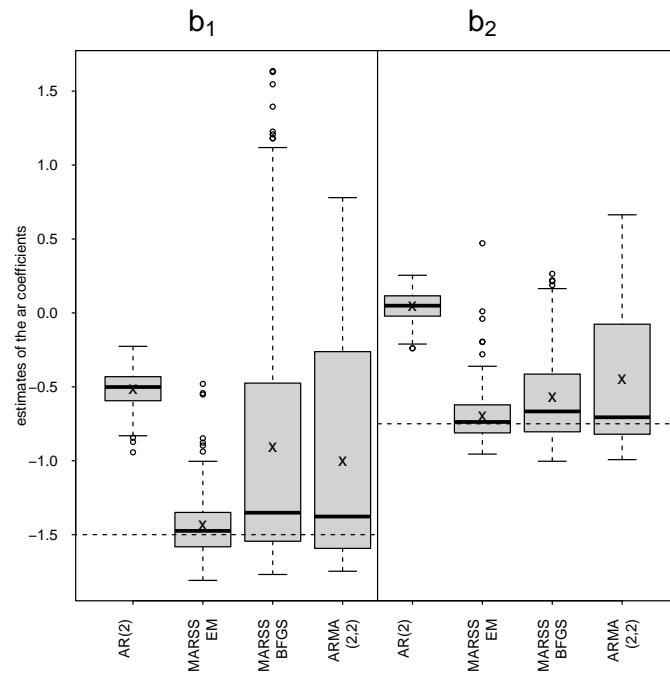 b1
b2
estimates of the ar coefficients
1.5
1.0
0.5
0.0
−0.5
−1.0
−1.5
x
x
x
x
x
x
x
x
AR(2)
MARSS
EM
MARSS
BFGS
ARMA
(2,2)
AR(2)
MARSS
EM
MARSS
BFGS
ARMA
(2,2)